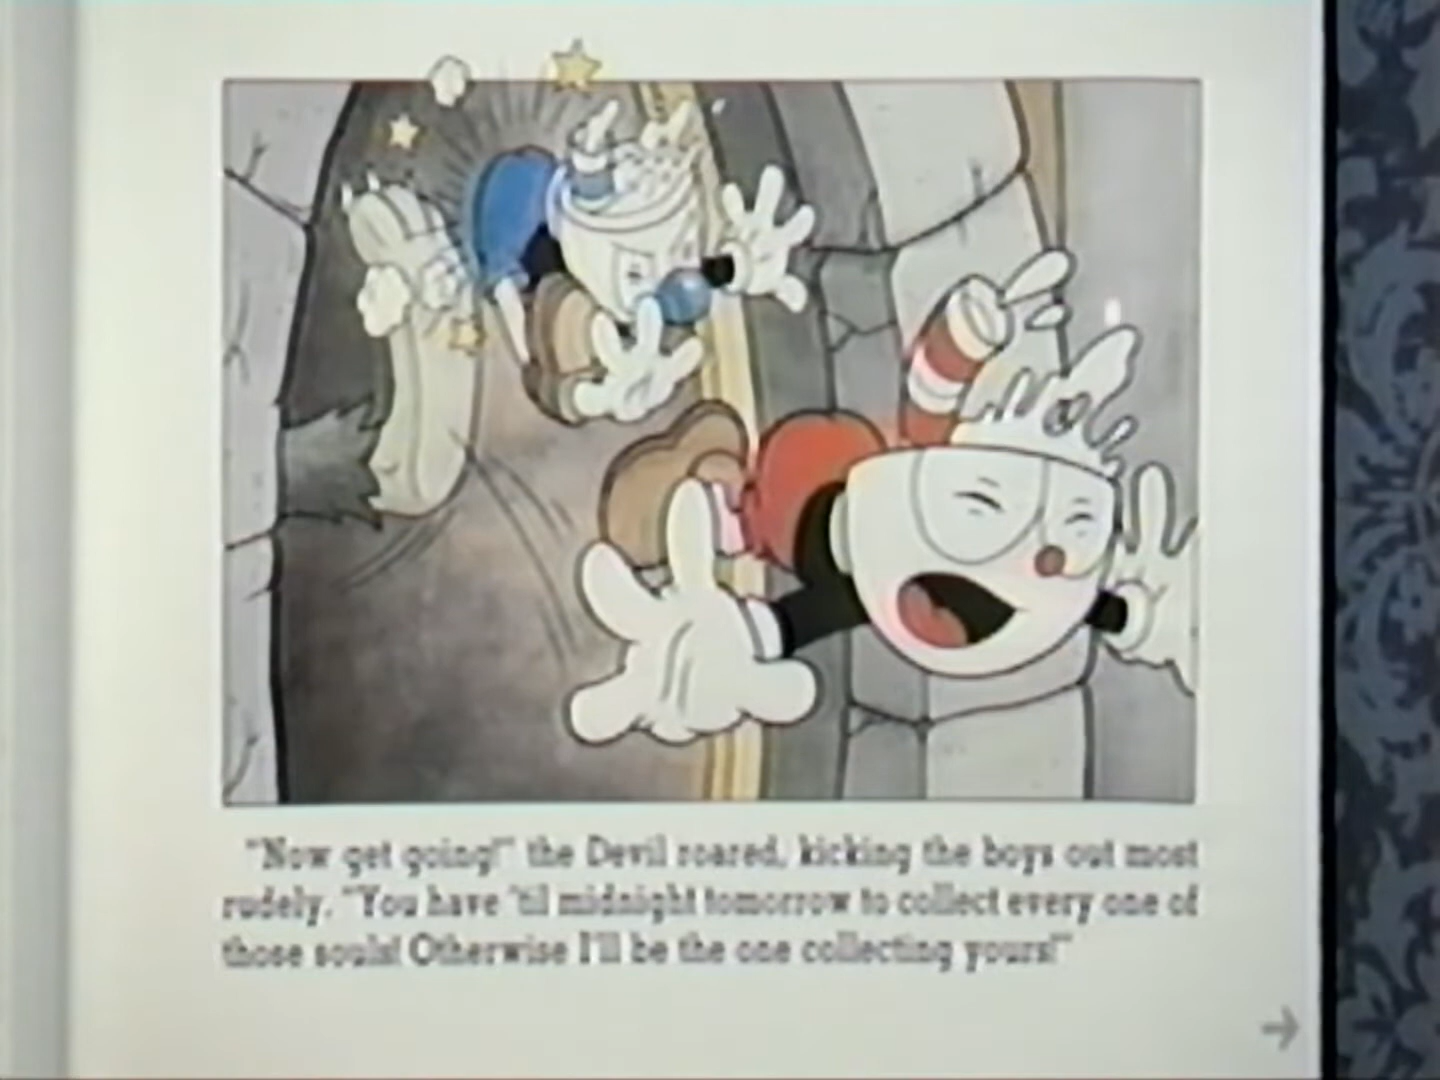 "Now get going!" the Devil roared, kicking the boys out most
rudely. "You have 'til midnight tomorrow to collect every one of
those souls! Otherwise I'll be the one collecting yours!"